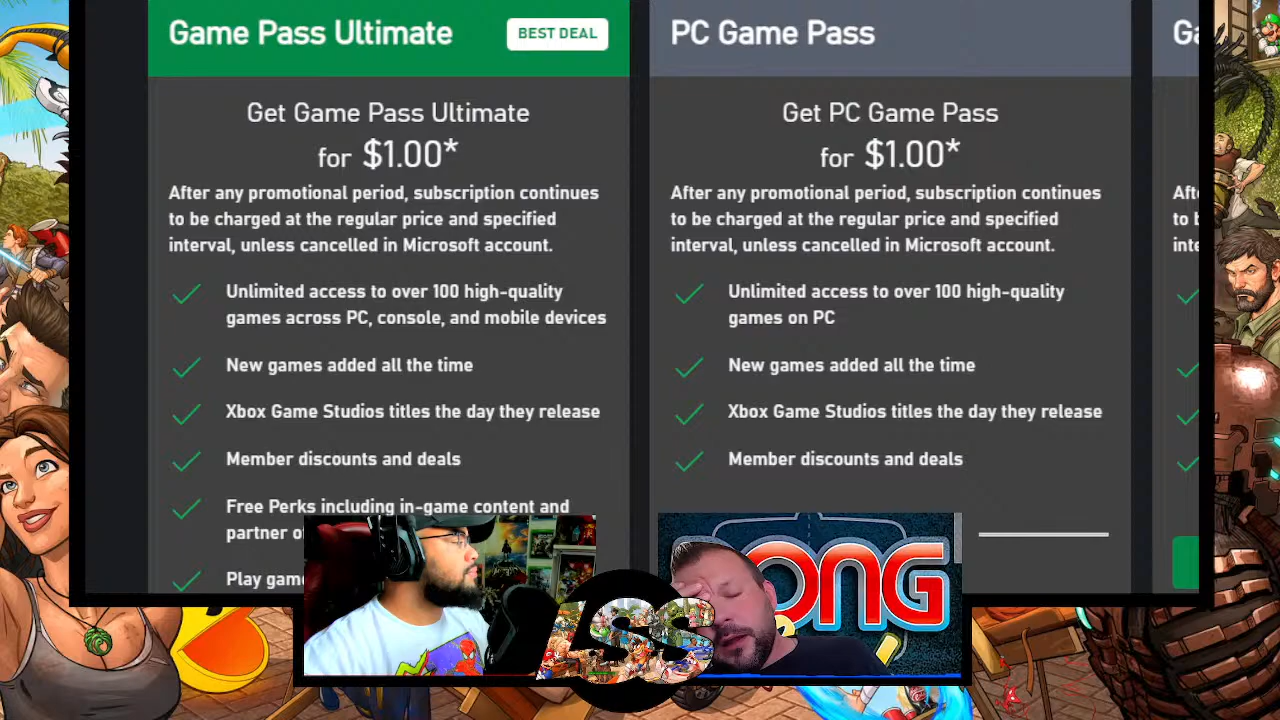 Game Pass Ultimate
BEST DEAL
Get Game Pass Ultimate
for $1.00*
After any promotional period, subscription continues
to be charged at the regular price and specified
interval, unless cancelled in Microsoft account.
Unlimited access to over 100 high-quality
games across PC, console, and mobile devices
New games added all the time
Xbox Game Studios titles the day they release
Member discounts and deals
Free Perks including in-game content and
partner
Play
PC Game Pass
Get PC Game Pass
for $1.00*
After any promotional period, subscription continues
to be charged at the regular price and specified
interval, unless cancelled in Microsoft account.
Unlimited access to over 100 high-quality
games on PC
New games added all the time
Xbox Game Studios titles the day they release
Member discounts and deals
ONG